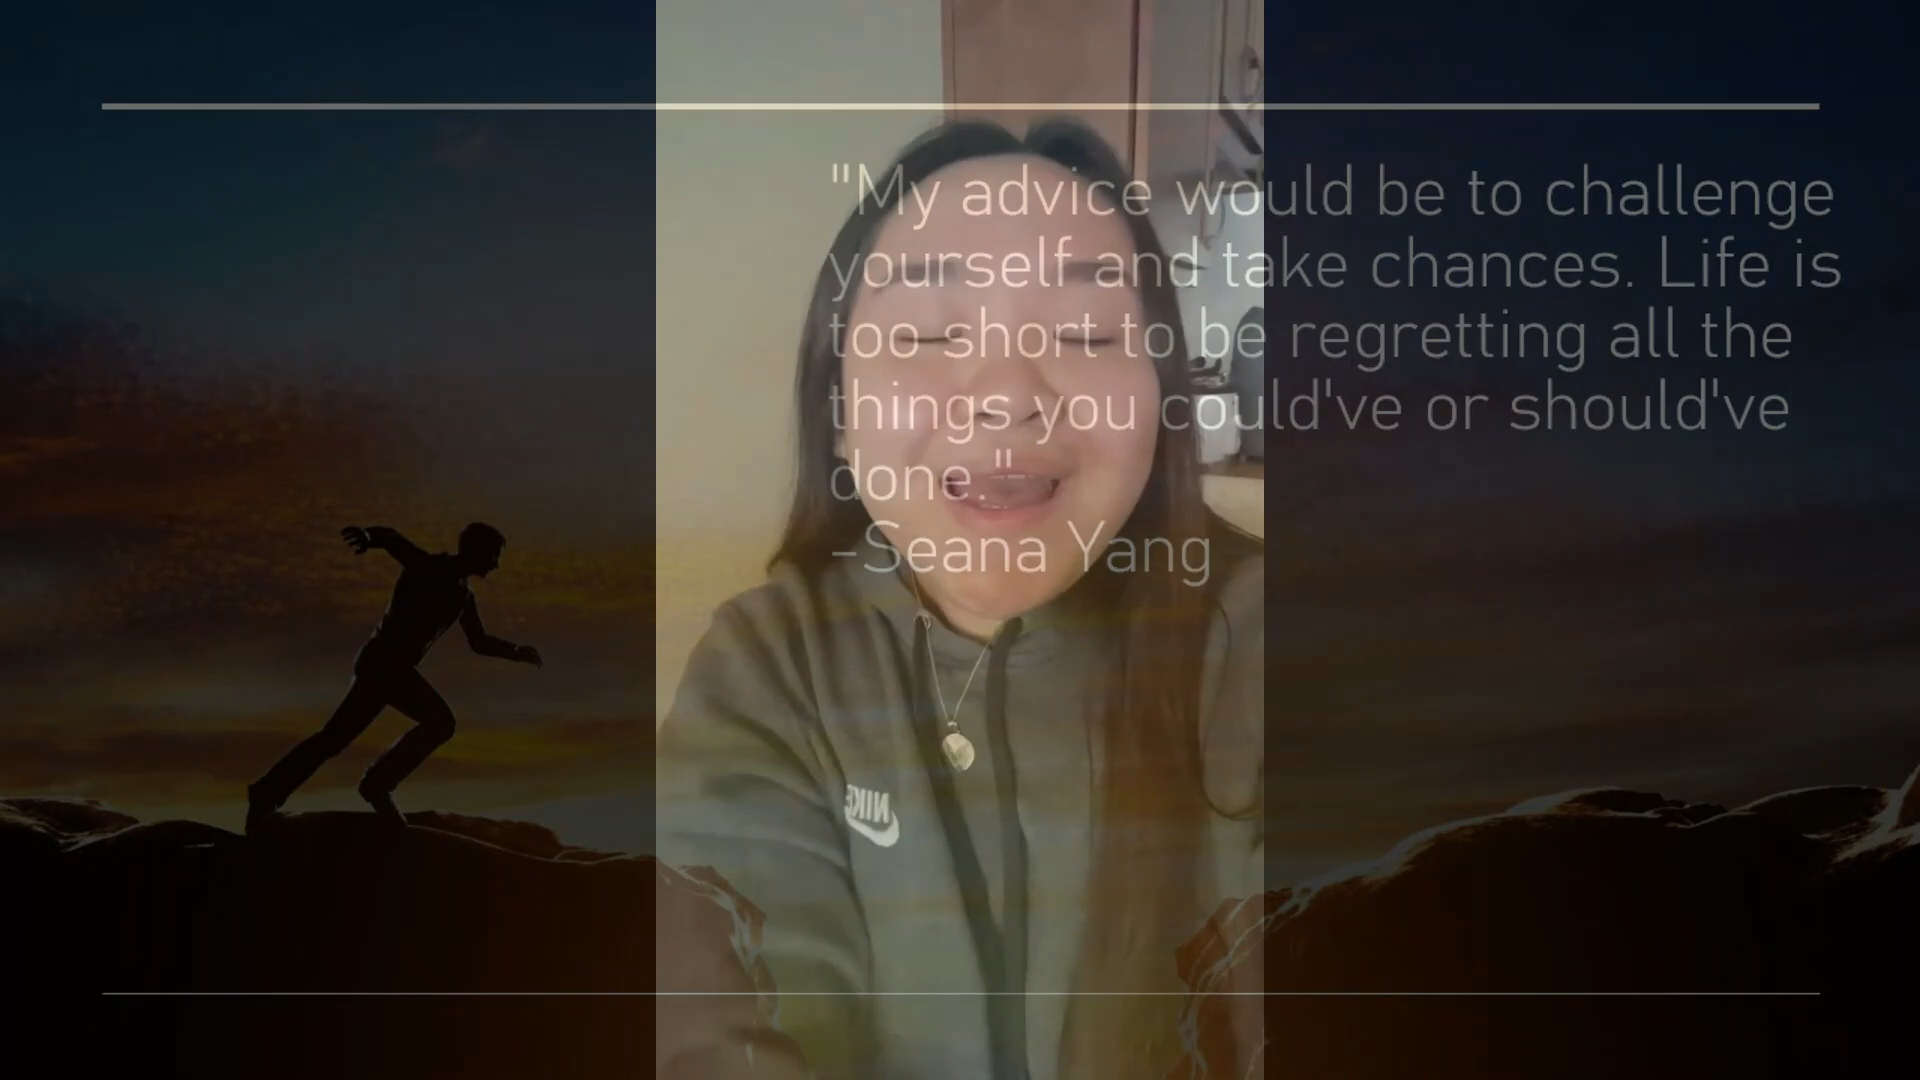 "My advice would be to challenge
yourself and take chances. Life is
too short to be regretting all the
things you could've or should've
done."
-Seana Yang
NIKE